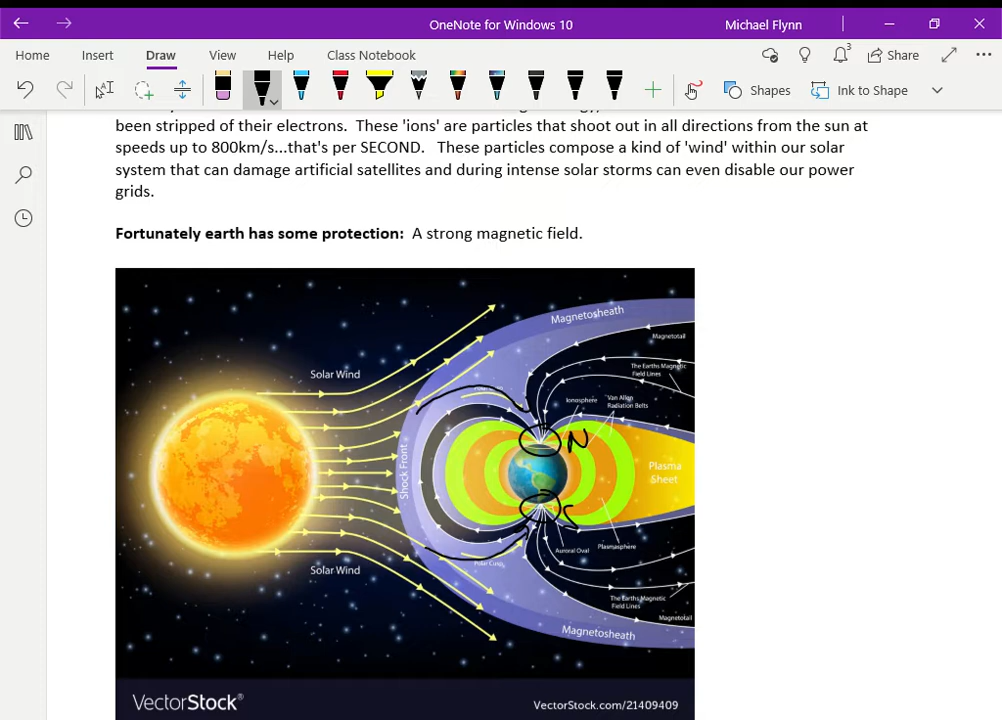 OneNote for Windows 10
Michael Flynn
Home
Insert
Draw
View
Help
Class Notebook
3
Share
Shapes
Ink to Shape
been stripped of their electrons. These 'ions' are particles that shoot out in all directions from the sun at
speeds up to 800km/s...that's per SECOND. These particles compose a kind of 'wind' within our solar
system that can damage artificial satellites and during intense solar storms can even disable our power
grids.
Fortunately earth has some protection: A strong magnetic field.
Magnetosheath
Magnetotail
Solar Wind
The Earths Magnetic
Field Lines
Ionosphere
Van Allen
Radiation Belts
N
Shock Front
Plasma
Sheet
Auroral Oval
Plasmasphere
Polar Cusp
Solar Wind
The Earths Magnetic
Field Lines
Magnetotail
Magnetosheath
VectorStock®
VectorStock.com/21409409